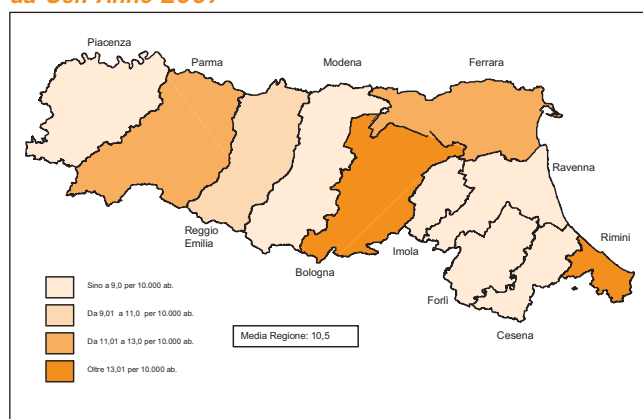 Piacenza
Parma
Modena
Ferrara
Ravenna
Rimini
Reggio
Emilia
Imola
Bologna
Forlì
Cesena
Sino a 9,0 per 10.000 ab.
Da 9,01 a 11,0 per 10.000 ab.
Da 11,01 a 13,0 per 10.000 ab.
Oltre 13,01 per 10.000 ab.
Media Regione: 10,5